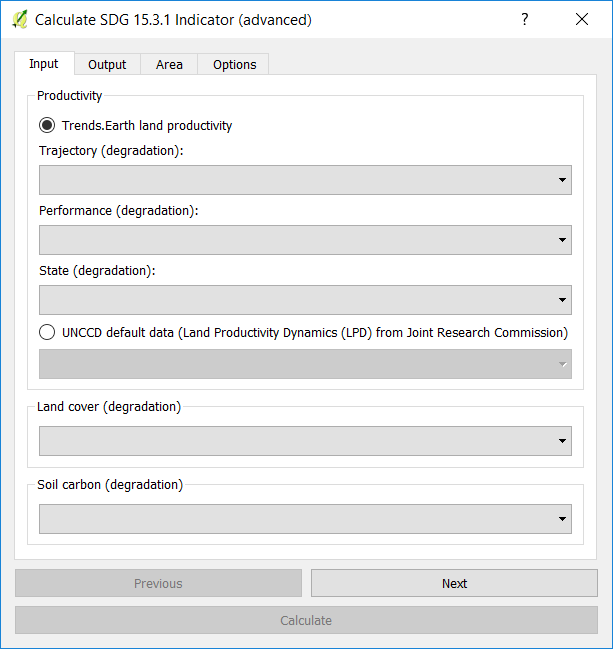 Calculate SDG 15.3.1 Indicator (advanced)
?
Input Output Area Options
Productivity
Trends.Earth land productivity
Trajectory (degradation):
Performance (degradation):
State (degradation):
UNCCD default data (Land Productivity Dynamics (LPD) from Joint Research Commission)
Land cover (degradation)
Soil carbon (degradation)
Previous Next
Calculate